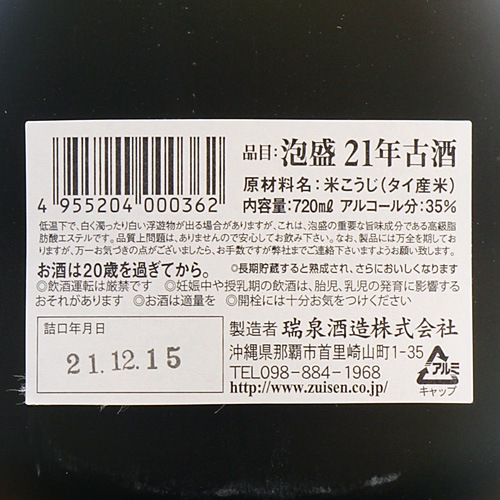 品目:泡盛 21年古酒
原材料名:米こうじ(タイ産米)
内容量:720mℓ アルコール分:35%
4 955204 000362
低温下で、白く濁ったり白い浮遊物が出る場合がありますが、これは、泡盛の重要な旨味成分である高級脂
肪酸エステルです。品質上問題は、ありませんので安心してお飲み下さい。なお、製品には万全を期してお
りますが、万一お気づきの点がございましたら、お手数ですが弊社までご連絡下さいますようお願い致します。
お酒は20歳を過ぎてから。 ◎長期貯蔵すると熟成され、さらにおいしくなります
◎飲酒運転は厳禁です ◎妊娠中や授乳期の飲酒は、胎児、乳児の発育に影響する
おそれがあります ◎お酒は適量を ◎開栓には十分お気をつけください
詰口年月日
21.12.15
製造者 瑞泉酒造株式会社
沖縄県那覇市首里崎山町1-35
TEL098-884-1968
http://www.zuisen.co.jp/
アルミ
キャップ